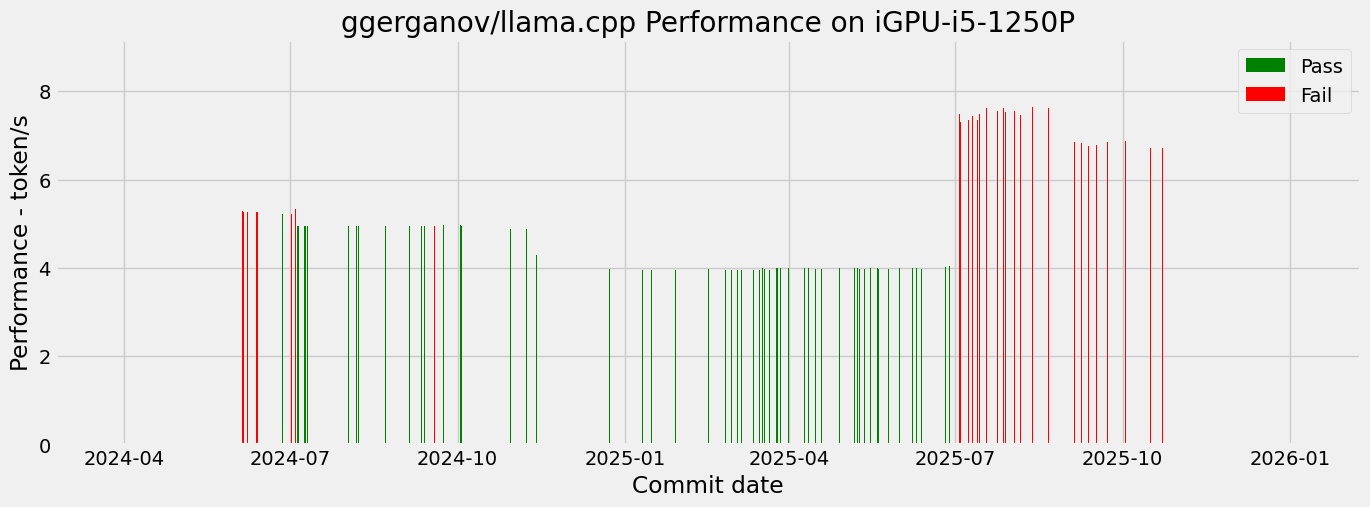 ggerganov/llama.cpp Performance on iGPU-i5-1250P
Pass
Fail
Performance - token/s
8
6
4
2
0
2024-04 2024-07 2024-10 2025-01 2025-04 2025-07 2025-10 2026-01
Commit date